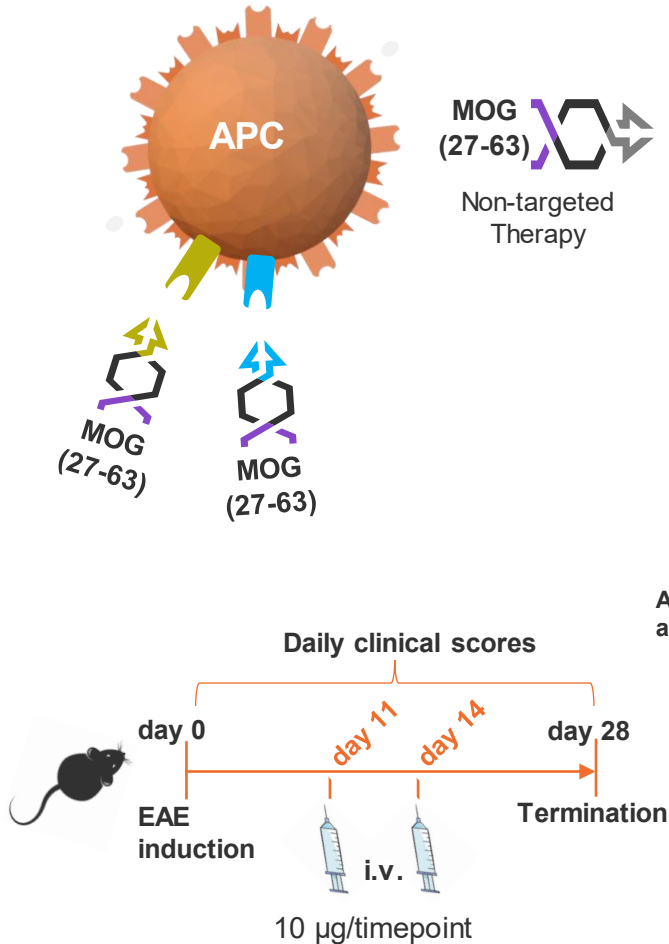 APC
MOG
(27-63)
Non-targeted
Therapy
MOG
(27-63)
MOG
(27-63)
A
a
Daily clinical scores
day 0
day 11
day 14
day 28
EAE
induction
i.v.
Termination
10 µg/timepoint